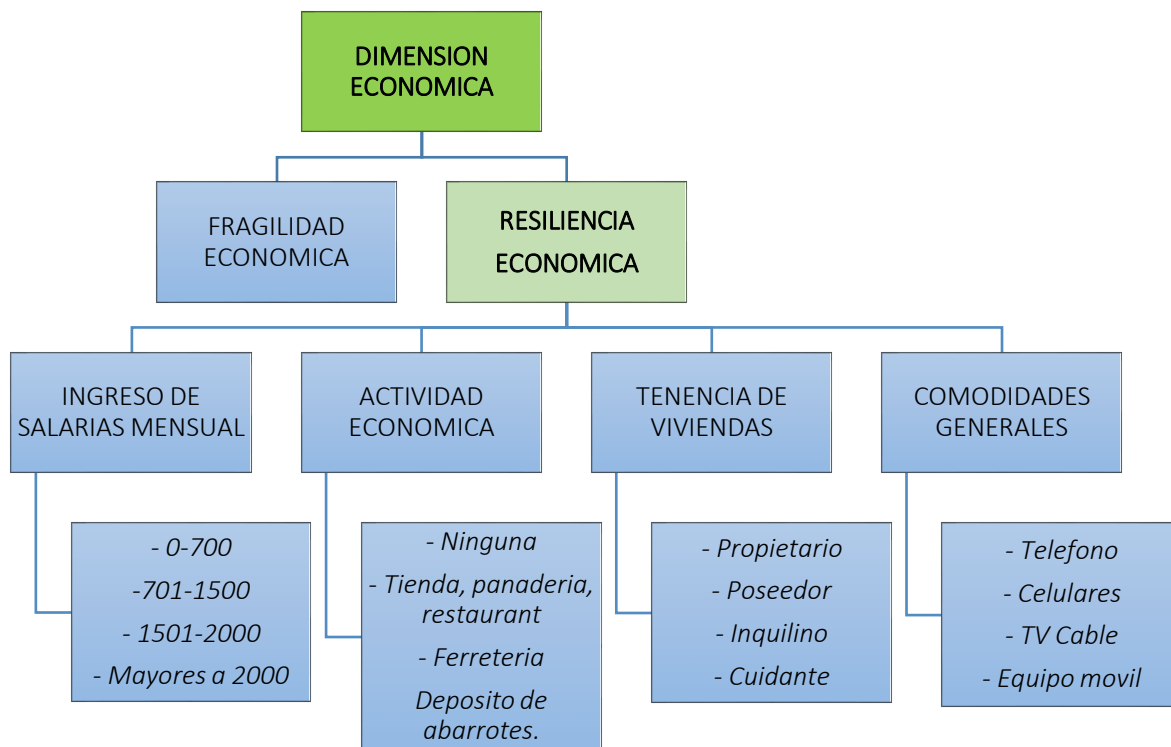 DIMENSION
ECONOMICA
FRAGILIDAD
ECONOMICA
RESILIENCIA
ECONOMICA
INGRESO DE
SALARIAS MENSUAL
ACTIVIDAD
ECONOMICA
TENENCIA DE
VIVIENDAS
COMODIDADES
GENERALES
- 0-700
-701-1500
- 1501-2000
- Mayores a 2000
- Ninguna
- Tienda, panaderia,
restaurant
- Ferreteria
Deposito de
abarrotes.
- Propietario
- Poseedor
- Inquilino
- Cuidante
- Telefono
- Celulares
- TV Cable
- Equipo movil